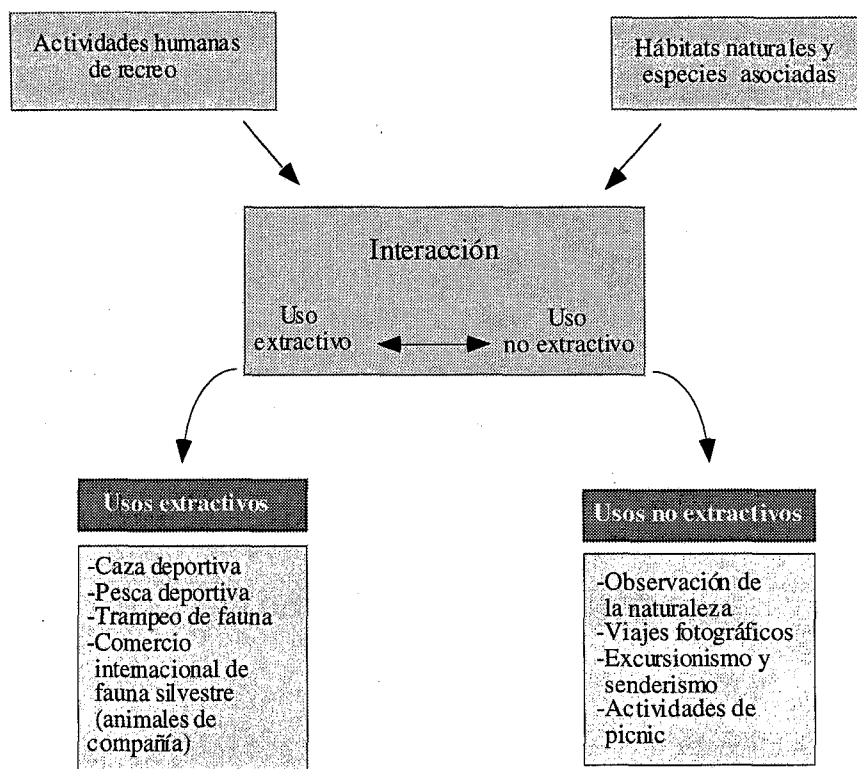 Actividades humanas
de recreo
Hábitats naturales y
especies asociadas
Interacción
Uso
extractivo
Uso
no extractivo
Usos extractivos
-Caza deportiva
-Pesca deportiva
-Trampeo de fauna
-Comercio
internacional de
fauna silvestre
(animales de
compañía)
Usos no extractivos
-Observación de
la naturaleza
-Viajes fotográficos
-Excursionismo y
senderismo
-Actividades de
picnic